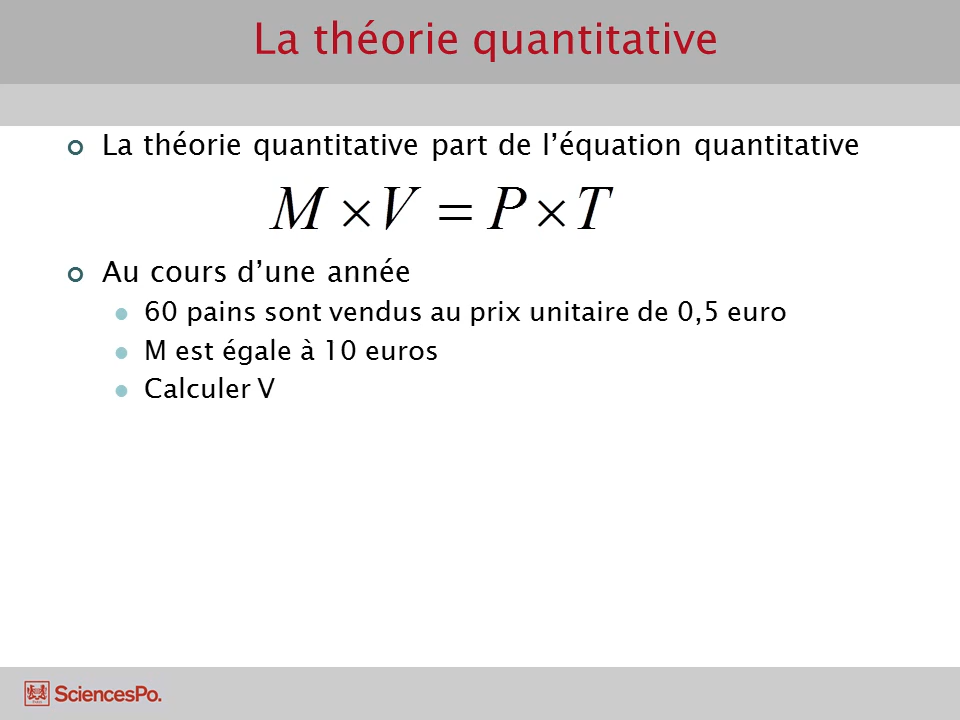 La théorie quantitative
La théorie quantitative part de l’équation quantitative
M × V = P × T
Au cours d’une année
60 pains sont vendus au prix unitaire de 0,5 euro
M est égale à 10 euros
Calculer V
SciencesPo.